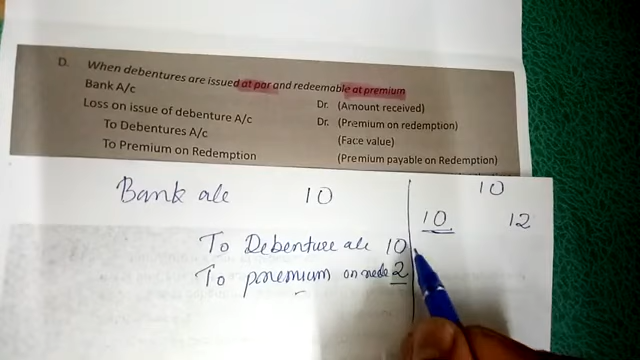 D. When debentures are issued at par and redeemable at premium
Bank A/c Dr. (Amount received)
Loss on issue of debenture A/c Dr. (Premium on redemption)
To Debentures A/c (Face value)
To Premium on Redemption (Premium payable on Redemption)
10
Bank a/c 10
10 12
To Debenture a/c 10
To premium on rede 2